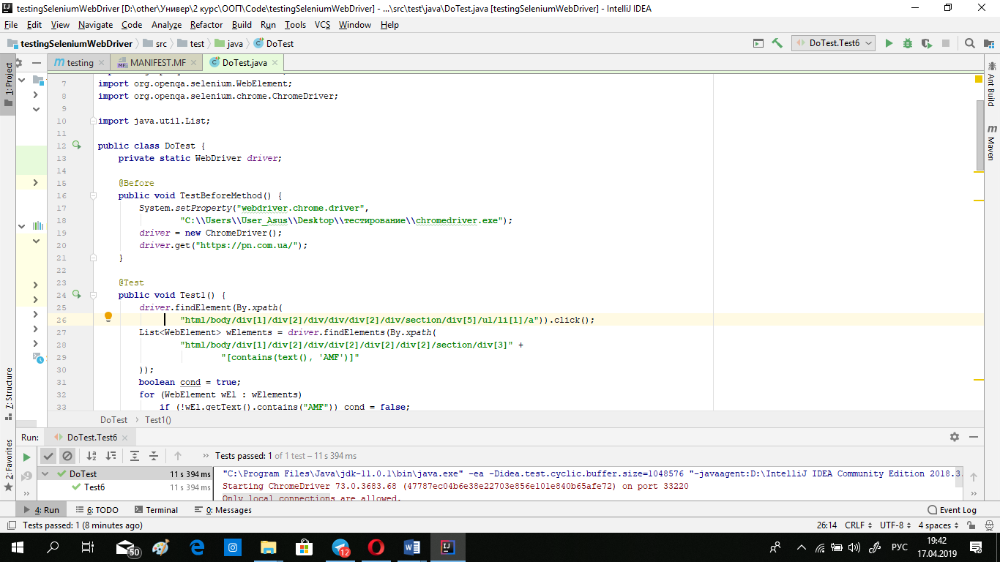 testingSeleniumWebDriver [D:\other\Универ\2 курс\ООП\Code\testingSeleniumWebDriver] - ...\src\test\java\DoTest.java [testingSeleniumWebDriver] - IntelliJ IDEA
File Edit View Navigate Code Analyze Refactor Build Run Tools VCS Window Help
testingSeleniumWebDriver src test java DoTest DoTest.Test6
testing MANIFEST.MF DoTest.java
1: Project
Ant Build
Maven
7 import org.openqa.selenium.WebElement;
8 import org.openqa.selenium.chrome.ChromeDriver;
9
10 import java.util.List;
11
12 public class DoTest {
13 private static WebDriver driver;
14
15 @Before
16 public void TestBeforeMethod() {
17 System.setProperty("webdriver.chrome.driver",
18 "C:\\Users\\User_Asus\\Desktop\\тестирование\\chromedriver.exe");
19 driver = new ChromeDriver();
20 driver.get("https://pn.com.ua/");
21 }
22
23 @Test
24 public void Test1() {
25 driver.findElement(By.xpath(
26 "html/body/div[1]/div[2]/div/div/div[2]/div/section/div[5]/ul/li[1]/a")).click();
27 List<WebElement> wElements = driver.findElements(By.xpath(
28 "html/body/div[1]/div[2]/div/div[2]/div[2]/div[2]/section/div[3]" +
29 "[contains(text(), 'AMF')]"
30 ));
31 boolean cond = true;
32 for (WebElement wEl : wElements)
33 if (!wEl.getText().contains("AMF")) cond = false;
DoTest Test1()
7: Structure
2: Favorites
Run: DoTest.Test6
Tests passed: 1 of 1 test – 11 s 394 ms
DoTest 11 s 394 ms
Test6 11 s 394 ms
"C:\Program Files\Java\jdk-11.0.1\bin\java.exe" -ea -Didea.test.cyclic.buffer.size=1048576 "-javaagent:D:\IntelliJ IDEA Community Edition 2018.3.
Starting ChromeDriver 73.0.3683.68 (47787ec04b6e38e22703e856e101e840b65afe72) on port 33220
Only local connections are allowed.
4: Run 6: TODO Terminal 0: Messages Event Log
Tests passed: 1 (8 minutes ago) 26:14 CRLF UTF-8 4 spaces
50 12 РУС 19:42
17.04.2019